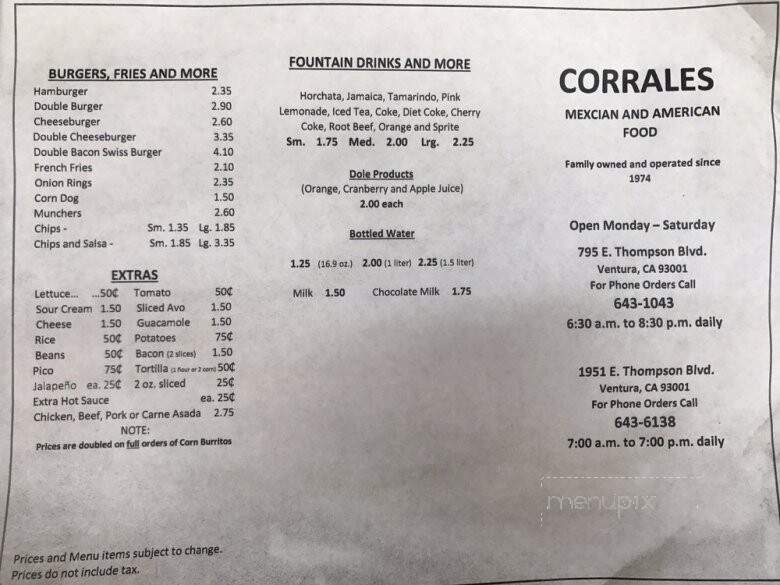 BURGERS, FRIES AND MORE
Hamburger 2.35
Double Burger 2.90
Cheeseburger 2.60
Double Cheeseburger 3.35
Double Bacon Swiss Burger 4.10
French Fries 2.10
Onion Rings 2.35
Corn Dog 1.50
Munchers 2.60
Chips - Sm. 1.35 Lg. 1.85
Chips and Salsa - Sm. 1.85 Lg. 3.35
EXTRAS
Lettuce... ...50¢ Tomato 50¢
Sour Cream 1.50 Sliced Avo 1.50
Cheese 1.50 Guacamole 1.50
Rice 50¢ Potatoes 75¢
Beans 50¢ Bacon (2 slices) 1.50
Pico 75¢ Tortilla (1 flour or 2 corn) 50¢
Jalapeño ea. 25¢ 2 oz. sliced 25¢
Extra Hot Sauce ea. 25¢
Chicken, Beef, Pork or Carne Asada 2.75
NOTE:
Prices are doubled on full orders of Corn Burritos
Prices and Menu items subject to change.
Prices do not include tax.
FOUNTAIN DRINKS AND MORE
Horchata, Jamaica, Tamarindo, Pink
Lemonade, Iced Tea, Coke, Diet Coke, Cherry
Coke, Root Beef, Orange and Sprite
Sm. 1.75 Med. 2.00 Lrg. 2.25
Dole Products
(Orange, Cranberry and Apple Juice)
2.00 each
Bottled Water
1.25 (16.9 oz.) 2.00 (1 liter) 2.25 (1.5 liter)
Milk 1.50 Chocolate Milk 1.75
CORRALES
MEXCIAN AND AMERICAN
FOOD
Family owned and operated since
1974
Open Monday – Saturday
795 E. Thompson Blvd.
Ventura, CA 93001
For Phone Orders Call
643-1043
6:30 a.m. to 8:30 p.m. daily
1951 E. Thompson Blvd.
Ventura, CA 93001
For Phone Orders Call
643-6138
7:00 a.m. to 7:00 p.m. daily
menupix